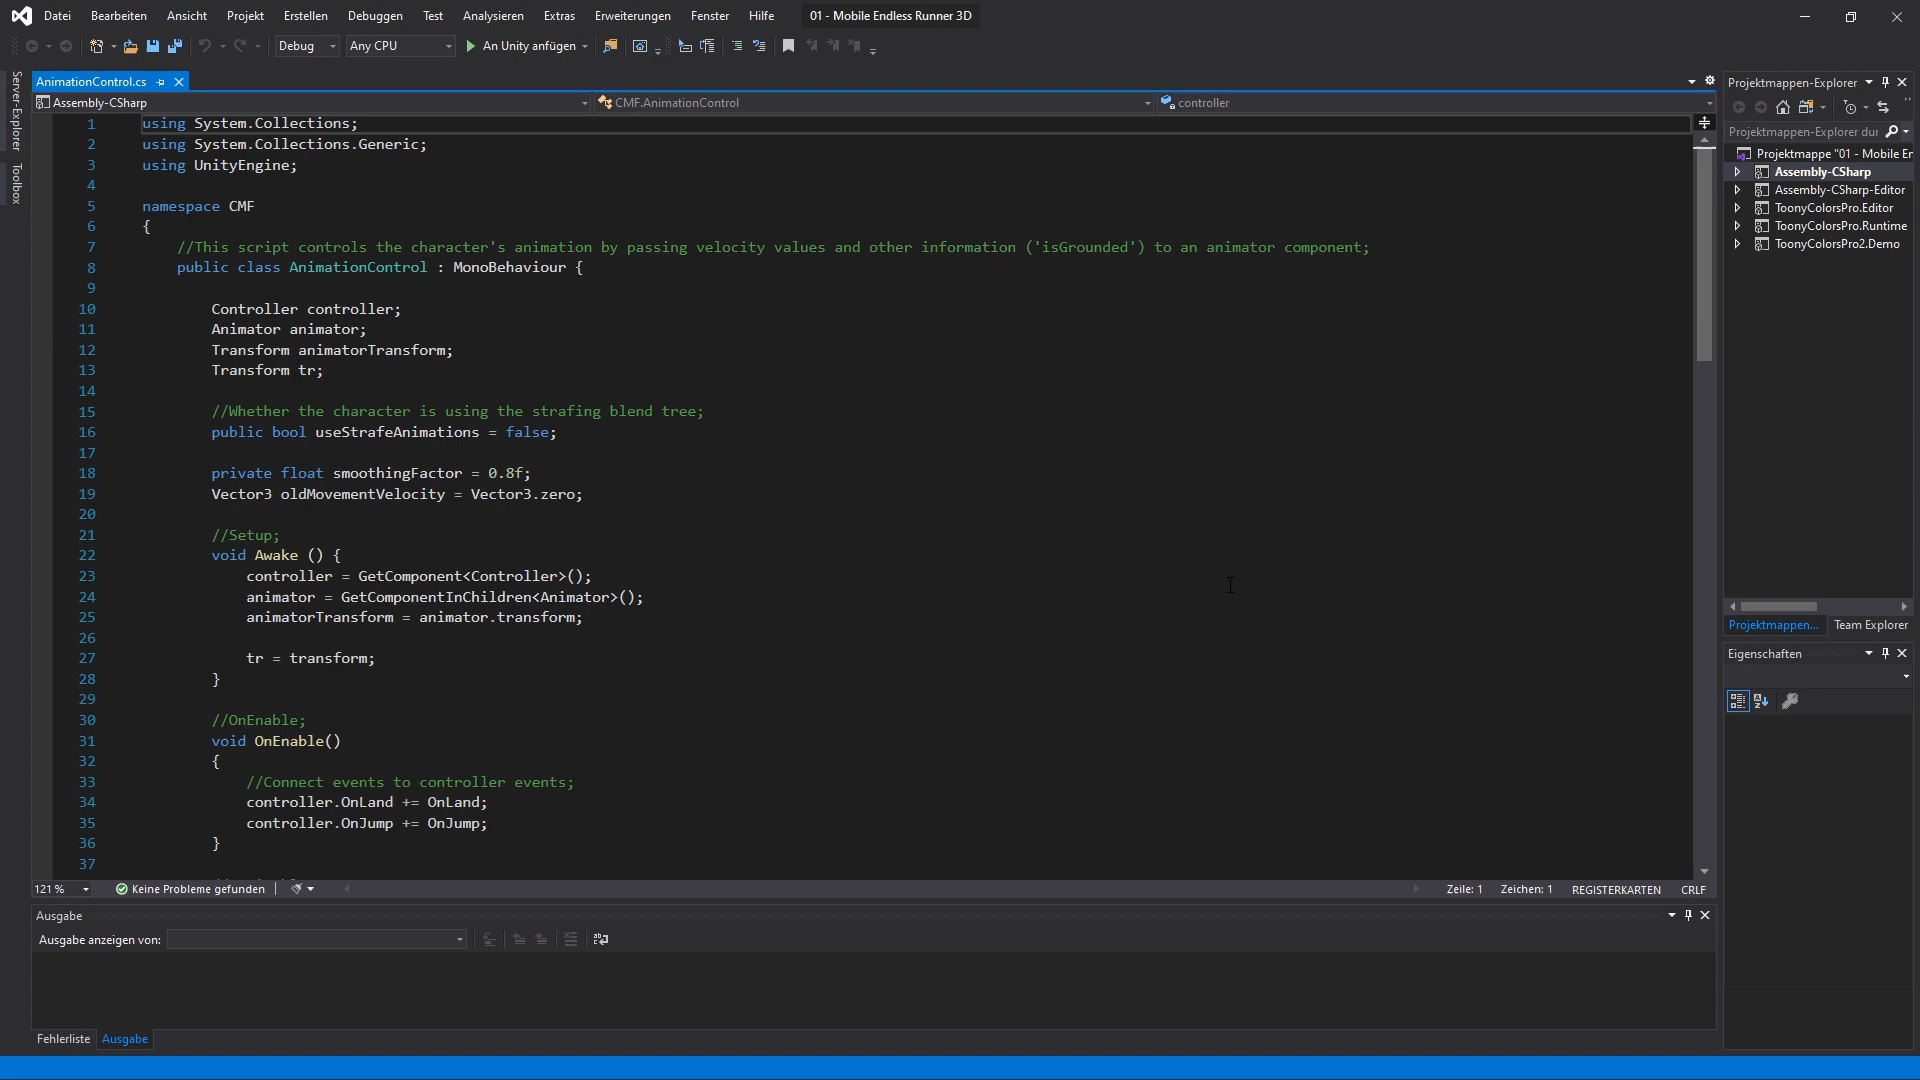 Datei Bearbeiten Ansicht Projekt Erstellen Debuggen Test Analysieren Extras Erweiterungen Fenster Hilfe 01 - Mobile Endless Runner 3D
Debug Any CPU An Unity anfügen
Server-Explorer
Toolbox
AnimationControl.cs
Assembly-CSharp CMF.AnimationControl controller
1 using System.Collections;
2 using System.Collections.Generic;
3 using UnityEngine;
4
5 namespace CMF
6 {
7 //This script controls the character's animation by passing velocity values and other information ('isGrounded') to an animator component;
8 public class AnimationControl : MonoBehaviour {
9
10 Controller controller;
11 Animator animator;
12 Transform animatorTransform;
13 Transform tr;
14
15 //Whether the character is using the strafing blend tree;
16 public bool useStrafeAnimations = false;
17
18 private float smoothingFactor = 0.8f;
19 Vector3 oldMovementVelocity = Vector3.zero;
20
21 //Setup;
22 void Awake () {
23 controller = GetComponent<Controller>();
24 animator = GetComponentInChildren<Animator>();
25 animatorTransform = animator.transform;
26
27 tr = transform;
28 }
29
30 //OnEnable;
31 void OnEnable()
32 {
33 //Connect events to controller events;
34 controller.OnLand += OnLand;
35 controller.OnJump += OnJump;
36 }
37
121 % Keine Probleme gefunden Zeile: 1 Zeichen: 1 REGISTERKARTEN CRLF
Ausgabe
Ausgabe anzeigen von:
Fehlerliste Ausgabe
Projektmappen-Explorer
Projektmappen-Explorer dur
Projektmappe "01 - Mobile Er
Assembly-CSharp
Assembly-CSharp-Editor
ToonyColorsPro.Editor
ToonyColorsPro.Runtime
ToonyColorsPro2.Demo
Projektmappen... Team Explorer
Eigenschaften